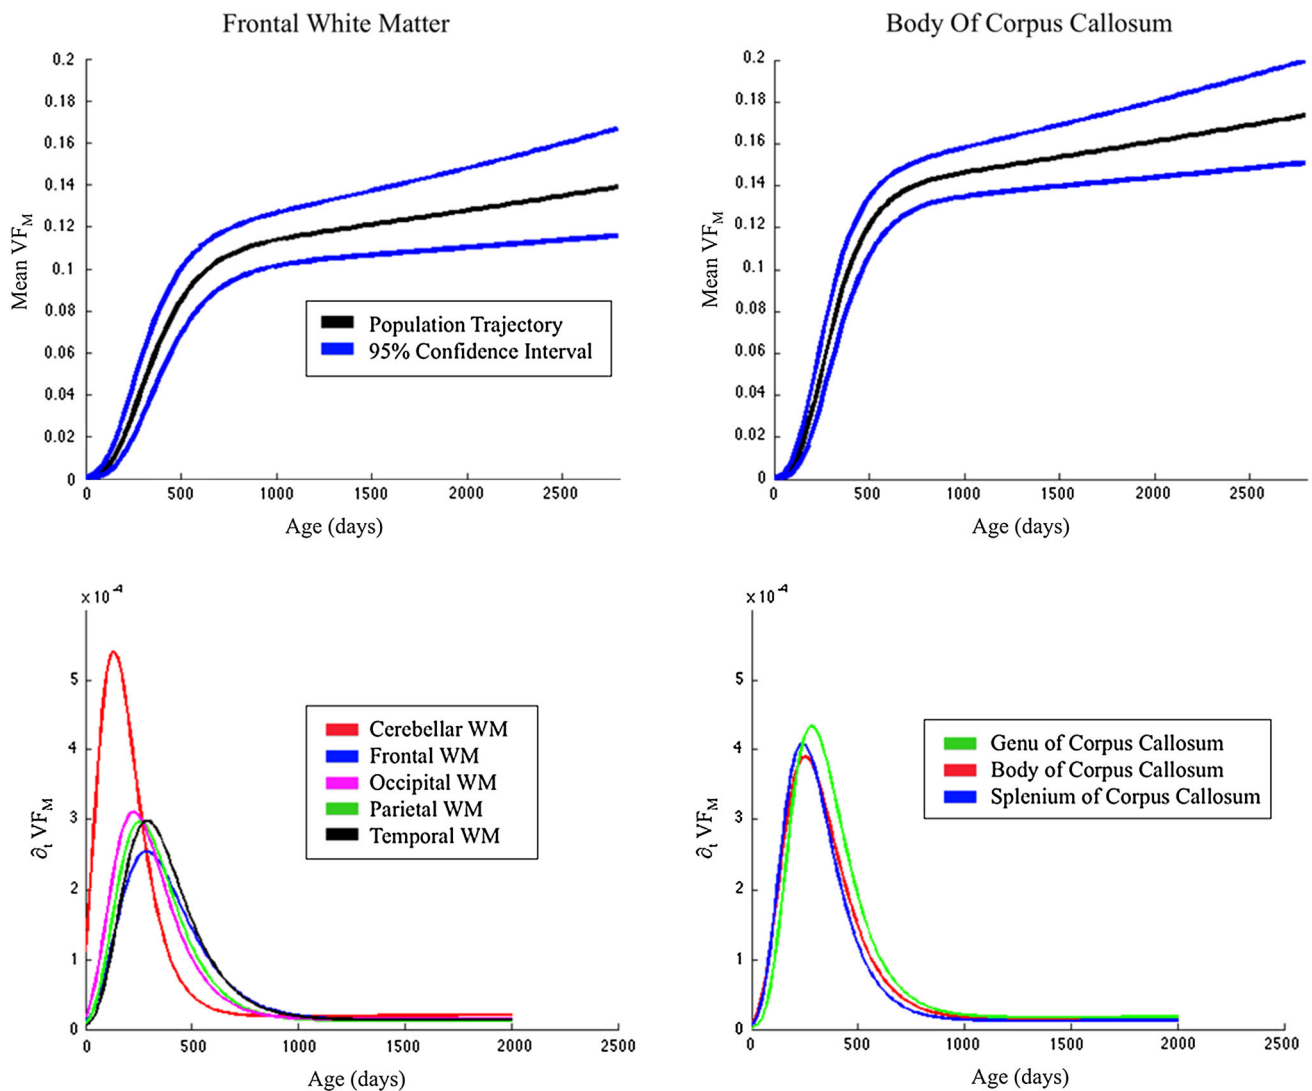 Frontal White Matter
0.2
0.18
0.16
0.14
0.12
0.1
0.08
0.06
0.04
0.02
0
Mean VF_M
Population Trajectory
95% Confidence Interval
0 500 1000 1500 2000 2500
Age (days)
Body Of Corpus Callosum
0.2
0.18
0.16
0.14
0.12
0.1
0.08
0.06
0.04
0.02
0
Mean VF_M
0 500 1000 1500 2000 2500
Age (days)
×10⁻⁴
5
4
3
2
1
0
∂_t VF_M
Cerebellar WM
Frontal WM
Occipital WM
Parietal WM
Temporal WM
0 500 1000 1500 2000 2500
Age (days)
×10⁻⁴
5
4
3
2
1
0
∂_t VF_M
Genu of Corpus Callosum
Body of Corpus Callosum
Splenium of Corpus Callosum
0 500 1000 1500 2000 2500
Age (days)